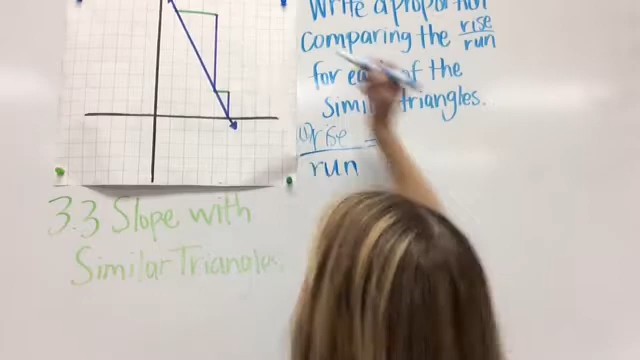 Write a proportion
comparing the rise/run
for each of the
similar triangles.
rise
run =
3.3 Slope with
Similar Triangles.